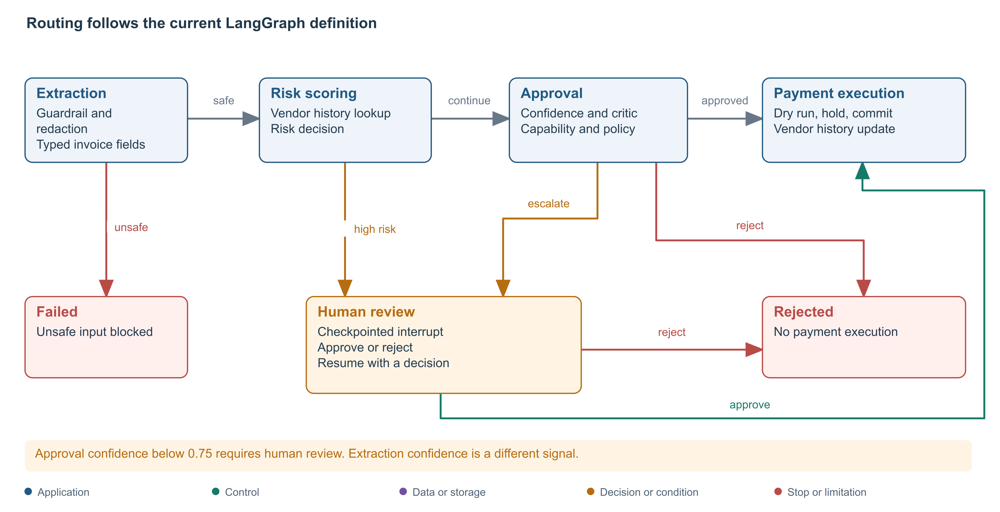 Routing follows the current LangGraph definition
Extraction
Guardrail and
redaction
Typed invoice fields
safe
Risk scoring
Vendor history lookup
Risk decision
continue
Approval
Confidence and critic
Capability and policy
approved
Payment execution
Dry run, hold, commit
Vendor history update
unsafe
high risk
escalate
reject
Failed
Unsafe input blocked
Human review
Checkpointed interrupt
Approve or reject
Resume with a decision
reject
Rejected
No payment execution
approve
Approval confidence below 0.75 requires human review. Extraction confidence is a different signal.
Application
Control
Data or storage
Decision or condition
Stop or limitation